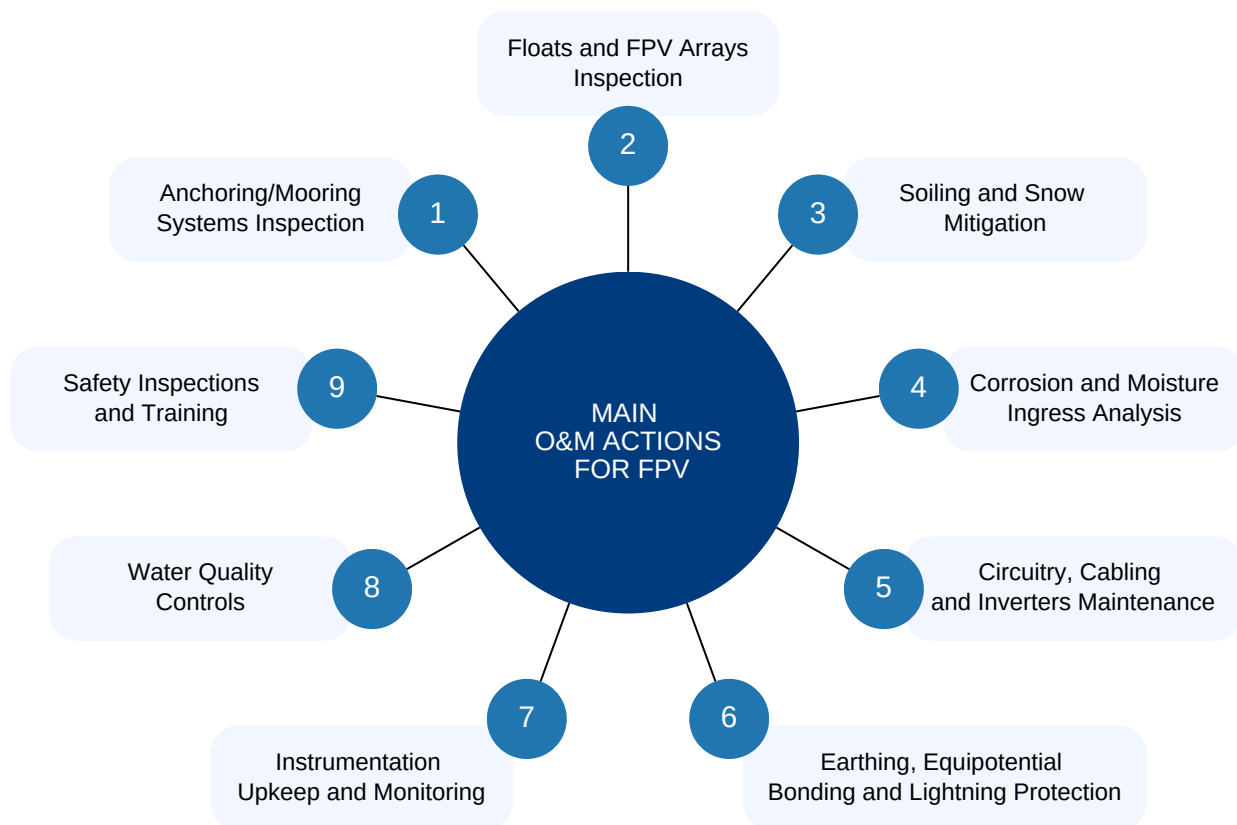 Floats and FPV Arrays
Inspection
2
Anchoring/Mooring
Systems Inspection
1
3
Soiling and Snow
Mitigation
Safety Inspections
and Training
9
4
Corrosion and Moisture
Ingress Analysis
MAIN
O&M ACTIONS
FOR FPV
Water Quality
Controls
8
5
Circuitry, Cabling
and Inverters Maintenance
7
Instrumentation
Upkeep and Monitoring
6
Earthing, Equipotential
Bonding and Lightning Protection